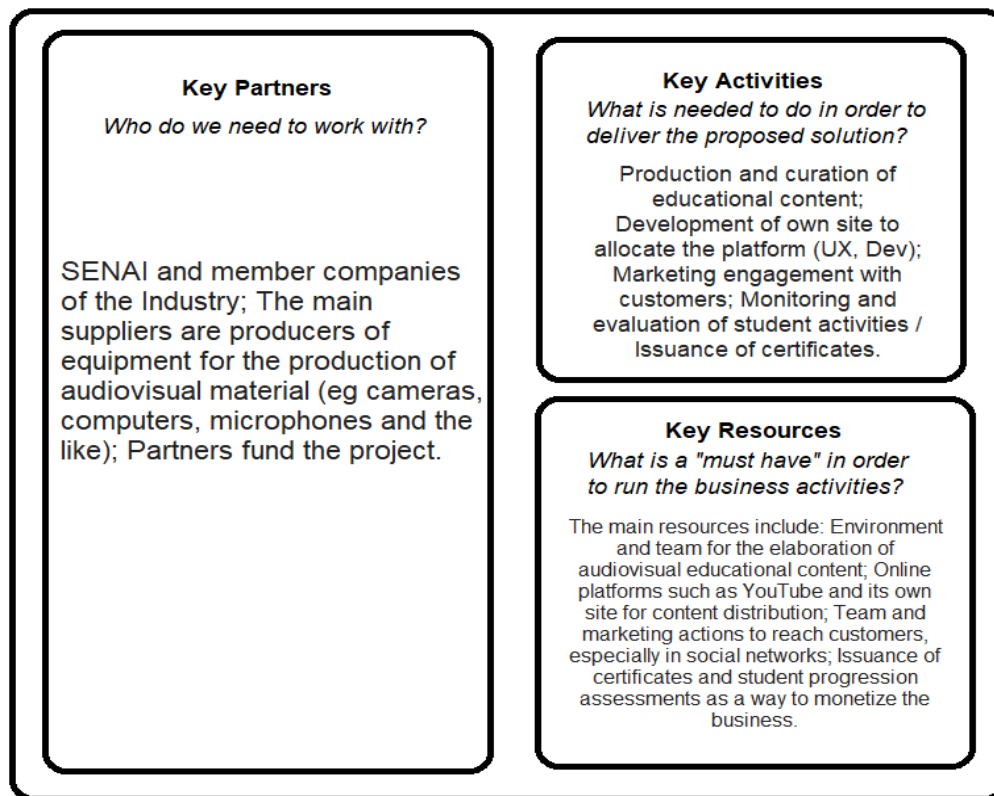 Key Partners
Who do we need to work with?
SENAI and member companies
of the Industry; The main
suppliers are producers of
equipment for the production of
audiovisual material (eg cameras,
computers, microphones and the
like); Partners fund the project.
Key Activities
What is needed to do in order to
deliver the proposed solution?
Production and curation of
educational content;
Development of own site to
allocate the platform (UX, Dev);
Marketing engagement with
customers; Monitoring and
evaluation of student activities /
Issuance of certificates.
Key Resources
What is a "must have" in order
to run the business activities?
The main resources include: Environment
and team for the elaboration of
audiovisual educational content; Online
platforms such as YouTube and its own
site for content distribution; Team and
marketing actions to reach customers,
especially in social networks; Issuance of
certificates and student progression
assessments as a way to monetize the
business.